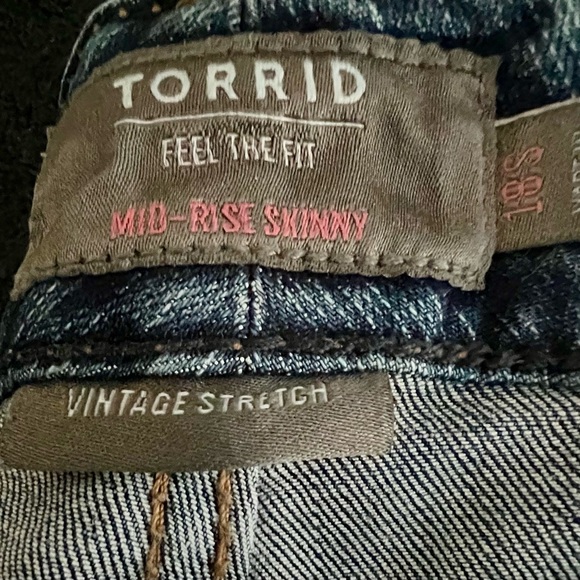 TORRID
FEEL THE FIT
MID-RISE SKINNY
18S
VINTAGE STRETCH